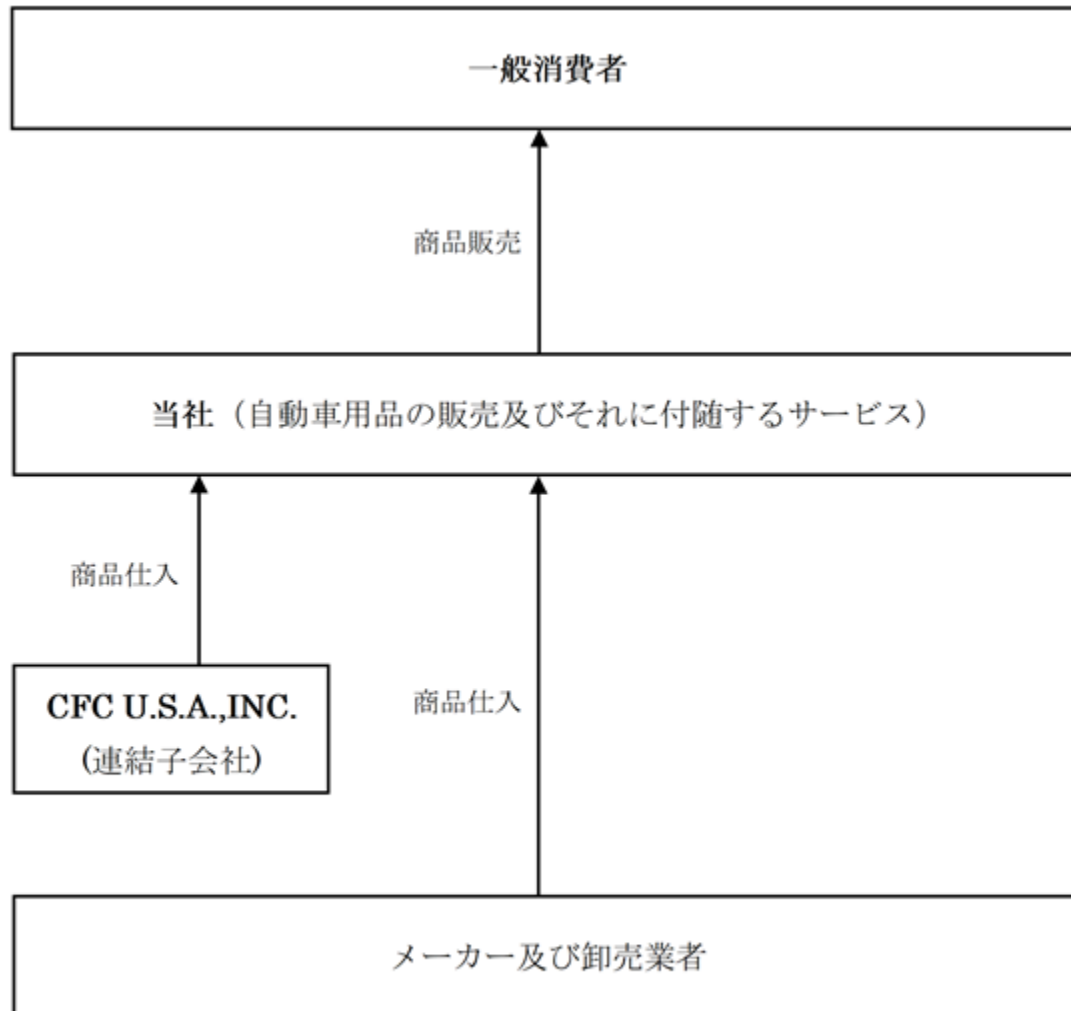 一般消費者
商品販売
当社（自動車用品の販売及びそれに付随するサービス）
商品仕入
CFC U.S.A.,INC.
(連結子会社)
商品仕入
メーカー及び卸売業者